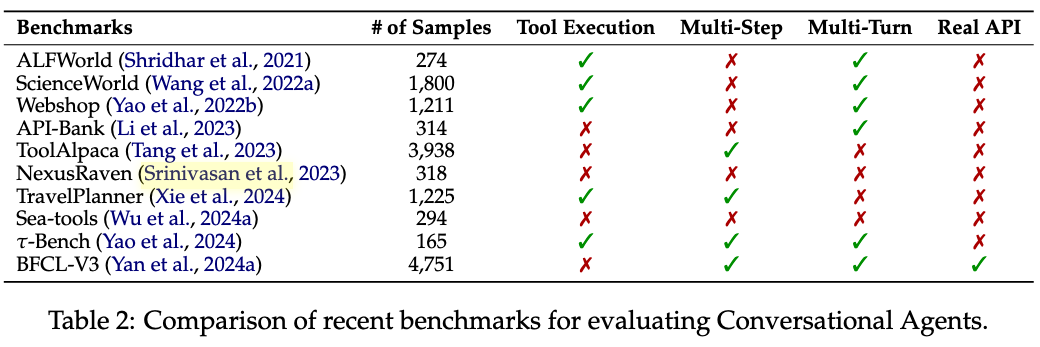 Benchmarks # of Samples Tool Execution Multi-Step Multi-Turn Real API
ALFWorld (Shridhar et al., 2021) 274 ✓ ✗ ✓ ✗
ScienceWorld (Wang et al., 2022a) 1,800 ✓ ✗ ✓ ✗
Webshop (Yao et al., 2022b) 1,211 ✓ ✗ ✓ ✗
API-Bank (Li et al., 2023) 314 ✗ ✗ ✓ ✗
ToolAlpaca (Tang et al., 2023) 3,938 ✗ ✓ ✗ ✗
NexusRaven (Srinivasan et al., 2023) 318 ✗ ✗ ✗ ✗
TravelPlanner (Xie et al., 2024) 1,225 ✓ ✓ ✗ ✗
Sea-tools (Wu et al., 2024a) 294 ✗ ✗ ✗ ✗
τ-Bench (Yao et al., 2024) 165 ✓ ✓ ✓ ✗
BFCL-V3 (Yan et al., 2024a) 4,751 ✗ ✓ ✓ ✓
Table 2: Comparison of recent benchmarks for evaluating Conversational Agents.